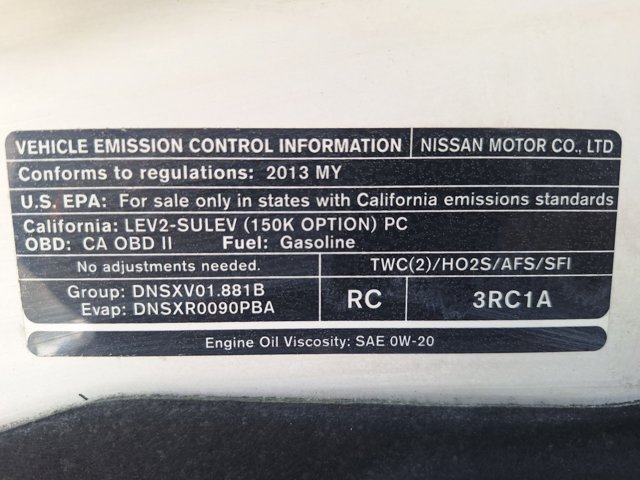 VEHICLE EMISSION CONTROL INFORMATION NISSAN MOTOR CO., LTD
Conforms to regulations: 2013 MY
U.S. EPA: For sale only in states with California emissions standards
California: LEV2-SULEV (150K OPTION) PC
OBD: CA OBD II Fuel: Gasoline
No adjustments needed. TWC(2)/HO2S/AFS/SFI
Group: DNSXV01.881B
Evap: DNSXR0090PBA
RC 3RC1A
Engine Oil Viscosity: SAE 0W-20